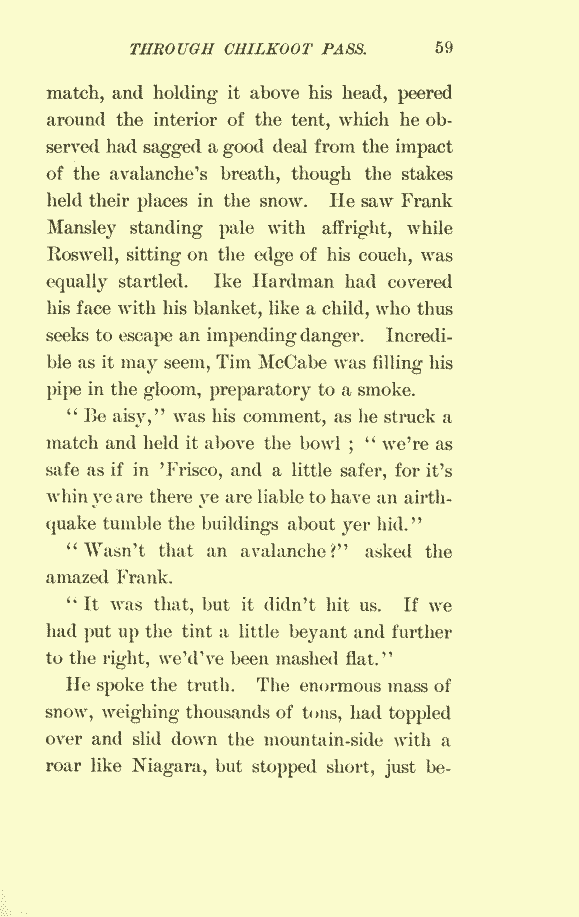 THROUGH CHILKOOT PASS. 59
match, and holding it above his head, peered
around the interior of the tent, which he ob-
served had sagged a good deal from the impact
of the avalanche's breath, though the stakes
held their places in the snow. He saw Frank
Mansley standing pale with affright, while
Roswell, sitting on the edge of his couch, was
equally startled. Ike Hardman had covered
his face with his blanket, like a child, who thus
seeks to escape an impending danger. Incredi-
ble as it may seem, Tim McCabe was filling his
pipe in the gloom, preparatory to a smoke.
"Be aisy," was his comment, as he struck a
match and held it above the bowl ; "we're as
safe as if in 'Frisco, and a little safer, for it's
whin ye are there ye are liable to have an airth-
quake tumble the buildings about yer hid."
"Wasn't that an avalanche?" asked the
amazed Frank.
"It was that, but it didn't hit us. If we
had put up the tint a little beyant and further
to the right, we'd've been mashed flat."
He spoke the truth. The enormous mass of
snow, weighing thousands of tons, had toppled
over and slid down the mountain-side with a
roar like Niagara, but stopped short, just be-